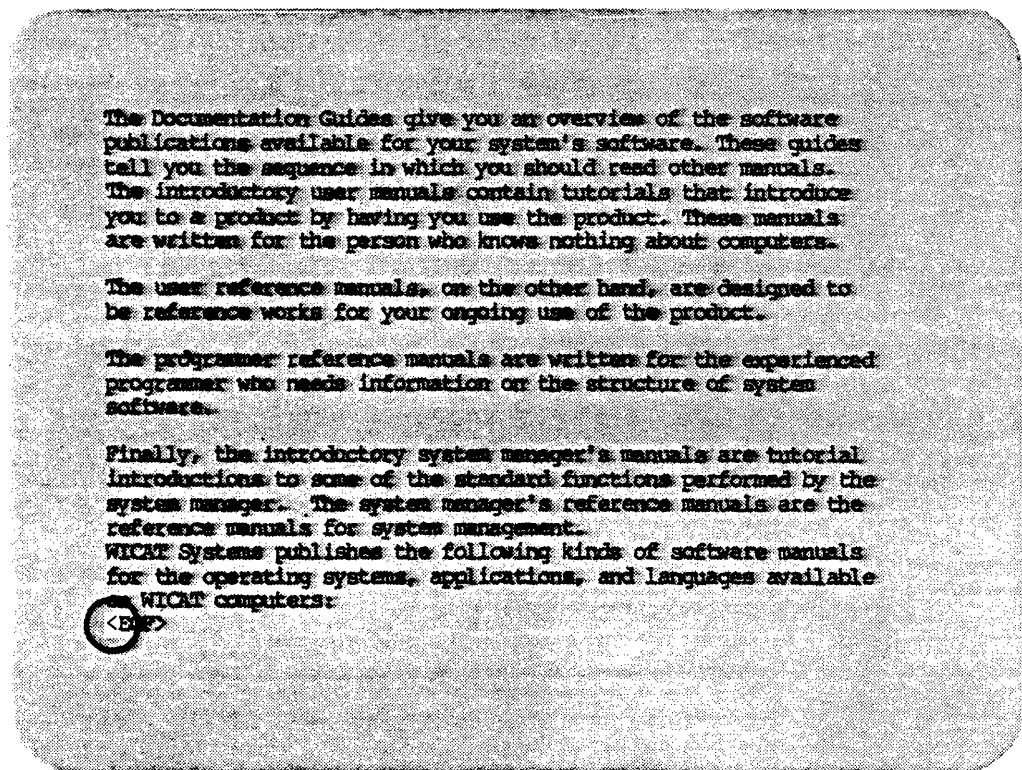 The Documentation Guides give you an overview of the software
publications available for your system's software. These guides
tell you the sequence in which you should read other manuals.
The introductory user manuals contain tutorials that introduce
you to a product by having you use the product. These manuals
are written for the person who knows nothing about computers.
The user reference manuals, on the other hand, are designed to
be reference works for your ongoing use of the product.
The programmer reference manuals are written for the experienced
programmer who needs information on the structure of system
software.
Finally, the introductory system manager's manuals are tutorial
introductions to some of the standard functions performed by the
system manager. The system manager's reference manuals are the
reference manuals for system management.
WICAT Systems publishes the following kinds of software manuals
for the operating systems, applications, and languages available
on WICAT computers:
<EOF>